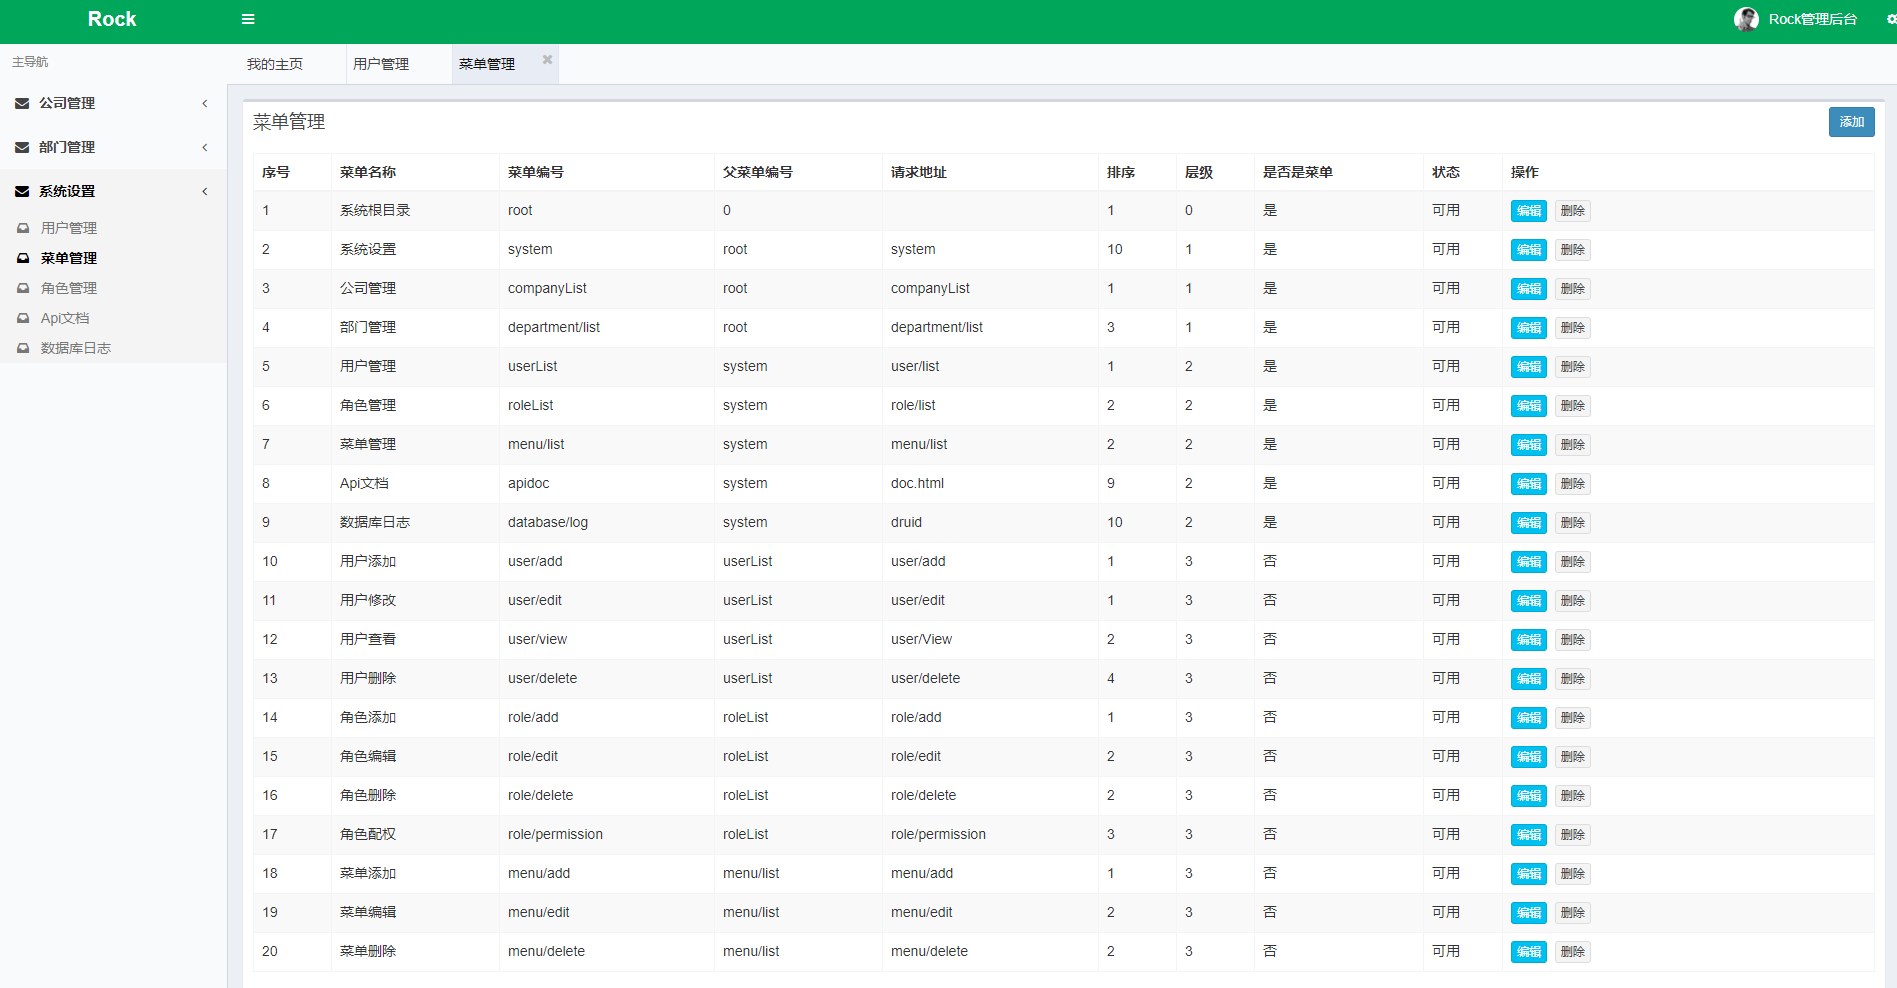 Rock
Rock管理后台
主导航
我的主页 用户管理 菜单管理
公司管理
部门管理
系统设置
用户管理
菜单管理
角色管理
Api文档
数据库日志
菜单管理
添加
序号 菜单名称 菜单编号 父菜单编号 请求地址 排序 层级 是否是菜单 状态 操作
1 系统根目录 root 0 1 0 是 可用 编辑 删除
2 系统设置 system root system 10 1 是 可用 编辑 删除
3 公司管理 companyList root companyList 1 1 是 可用 编辑 删除
4 部门管理 department/list root department/list 3 1 是 可用 编辑 删除
5 用户管理 userList system user/list 1 2 是 可用 编辑 删除
6 角色管理 roleList system role/list 2 2 是 可用 编辑 删除
7 菜单管理 menu/list system menu/list 2 2 是 可用 编辑 删除
8 Api文档 apidoc system doc.html 9 2 是 可用 编辑 删除
9 数据库日志 database/log system druid 10 2 是 可用 编辑 删除
10 用户添加 user/add userList user/add 1 3 否 可用 编辑 删除
11 用户修改 user/edit userList user/edit 1 3 否 可用 编辑 删除
12 用户查看 user/view userList user/View 2 3 否 可用 编辑 删除
13 用户删除 user/delete userList user/delete 4 3 否 可用 编辑 删除
14 角色添加 role/add roleList role/add 1 3 否 可用 编辑 删除
15 角色编辑 role/edit roleList role/edit 2 3 否 可用 编辑 删除
16 角色删除 role/delete roleList role/delete 2 3 否 可用 编辑 删除
17 角色配权 role/permission roleList role/permission 3 3 否 可用 编辑 删除
18 菜单添加 menu/add menu/list menu/add 1 3 否 可用 编辑 删除
19 菜单编辑 menu/edit menu/list menu/edit 2 3 否 可用 编辑 删除
20 菜单删除 menu/delete menu/list menu/delete 2 3 否 可用 编辑 删除